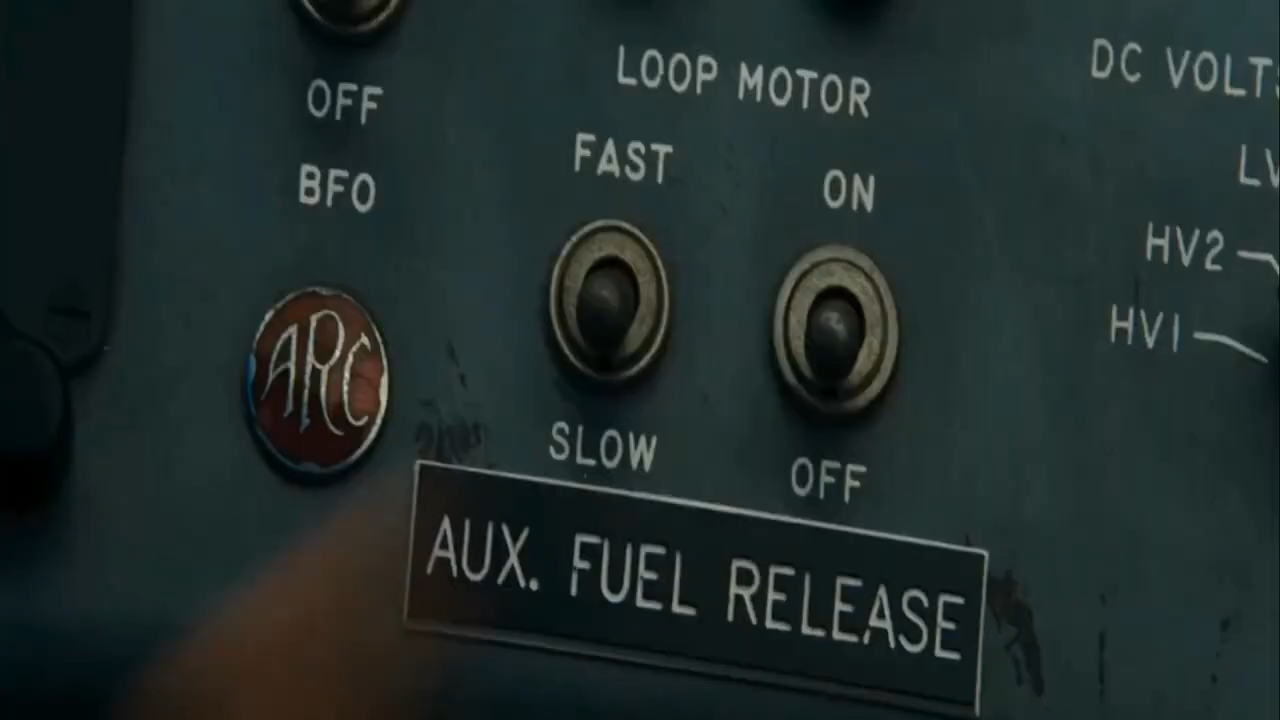 OFF
BFO
ARC
LOOP MOTOR
FAST
ON
SLOW
OFF
AUX. FUEL RELEASE
DC VOLTS
LV
HV2
HV1